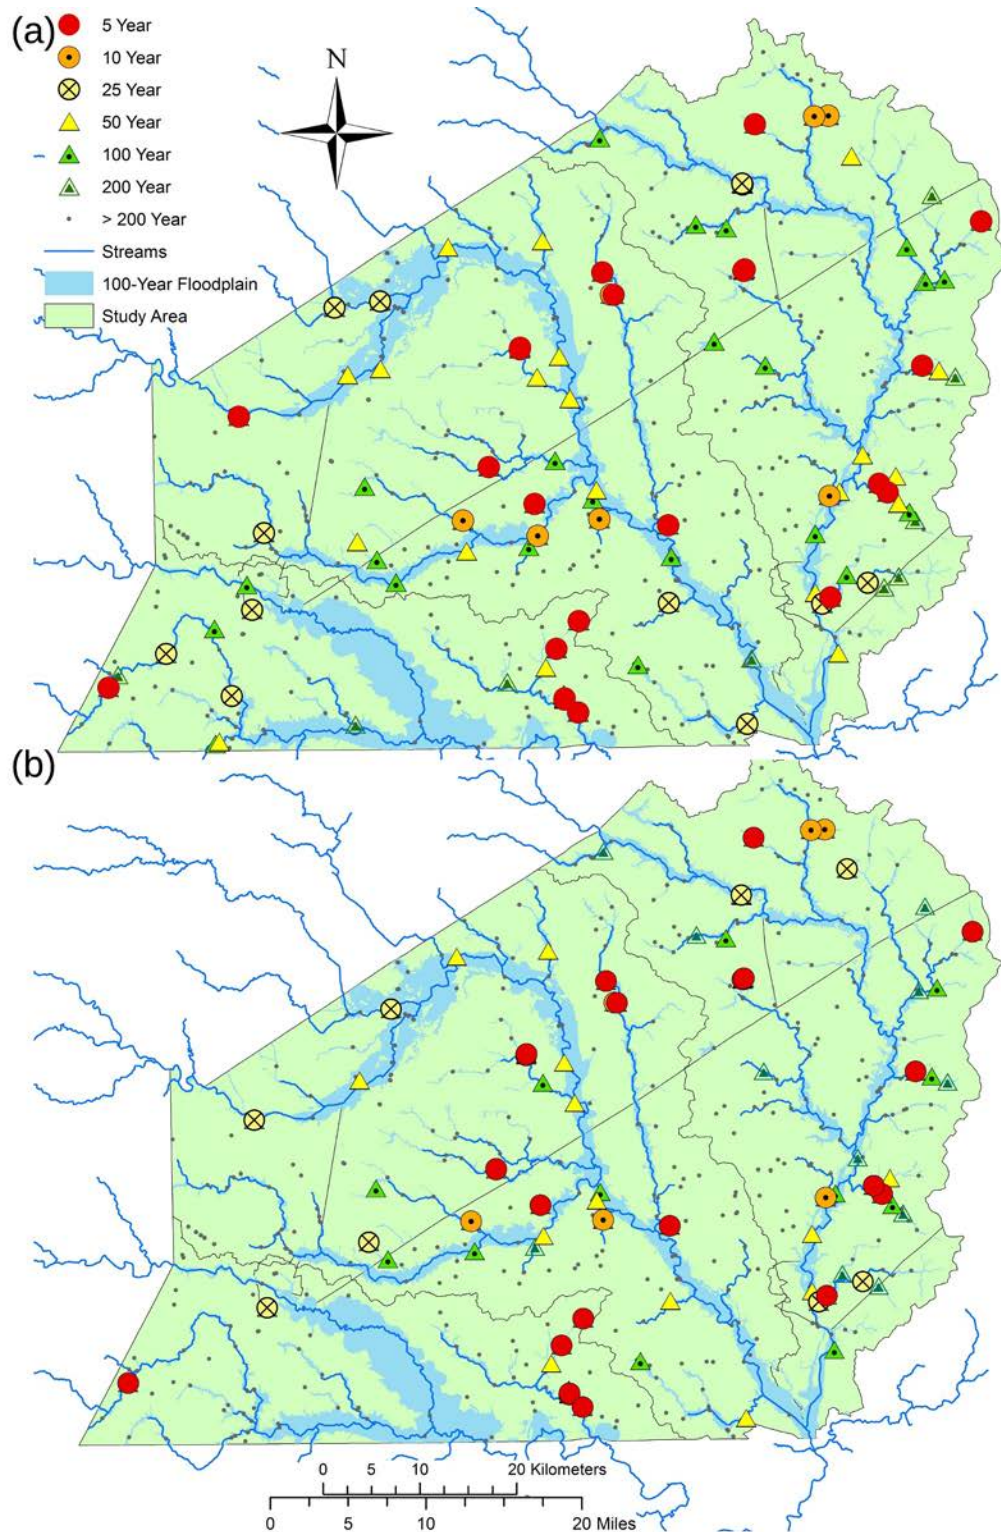 (a)
5 Year
10 Year
25 Year
50 Year
100 Year
200 Year
> 200 Year
Streams
100-Year Floodplain
Study Area
N
(b)
0 5 10 20 Kilometers
0 5 10 20 Miles